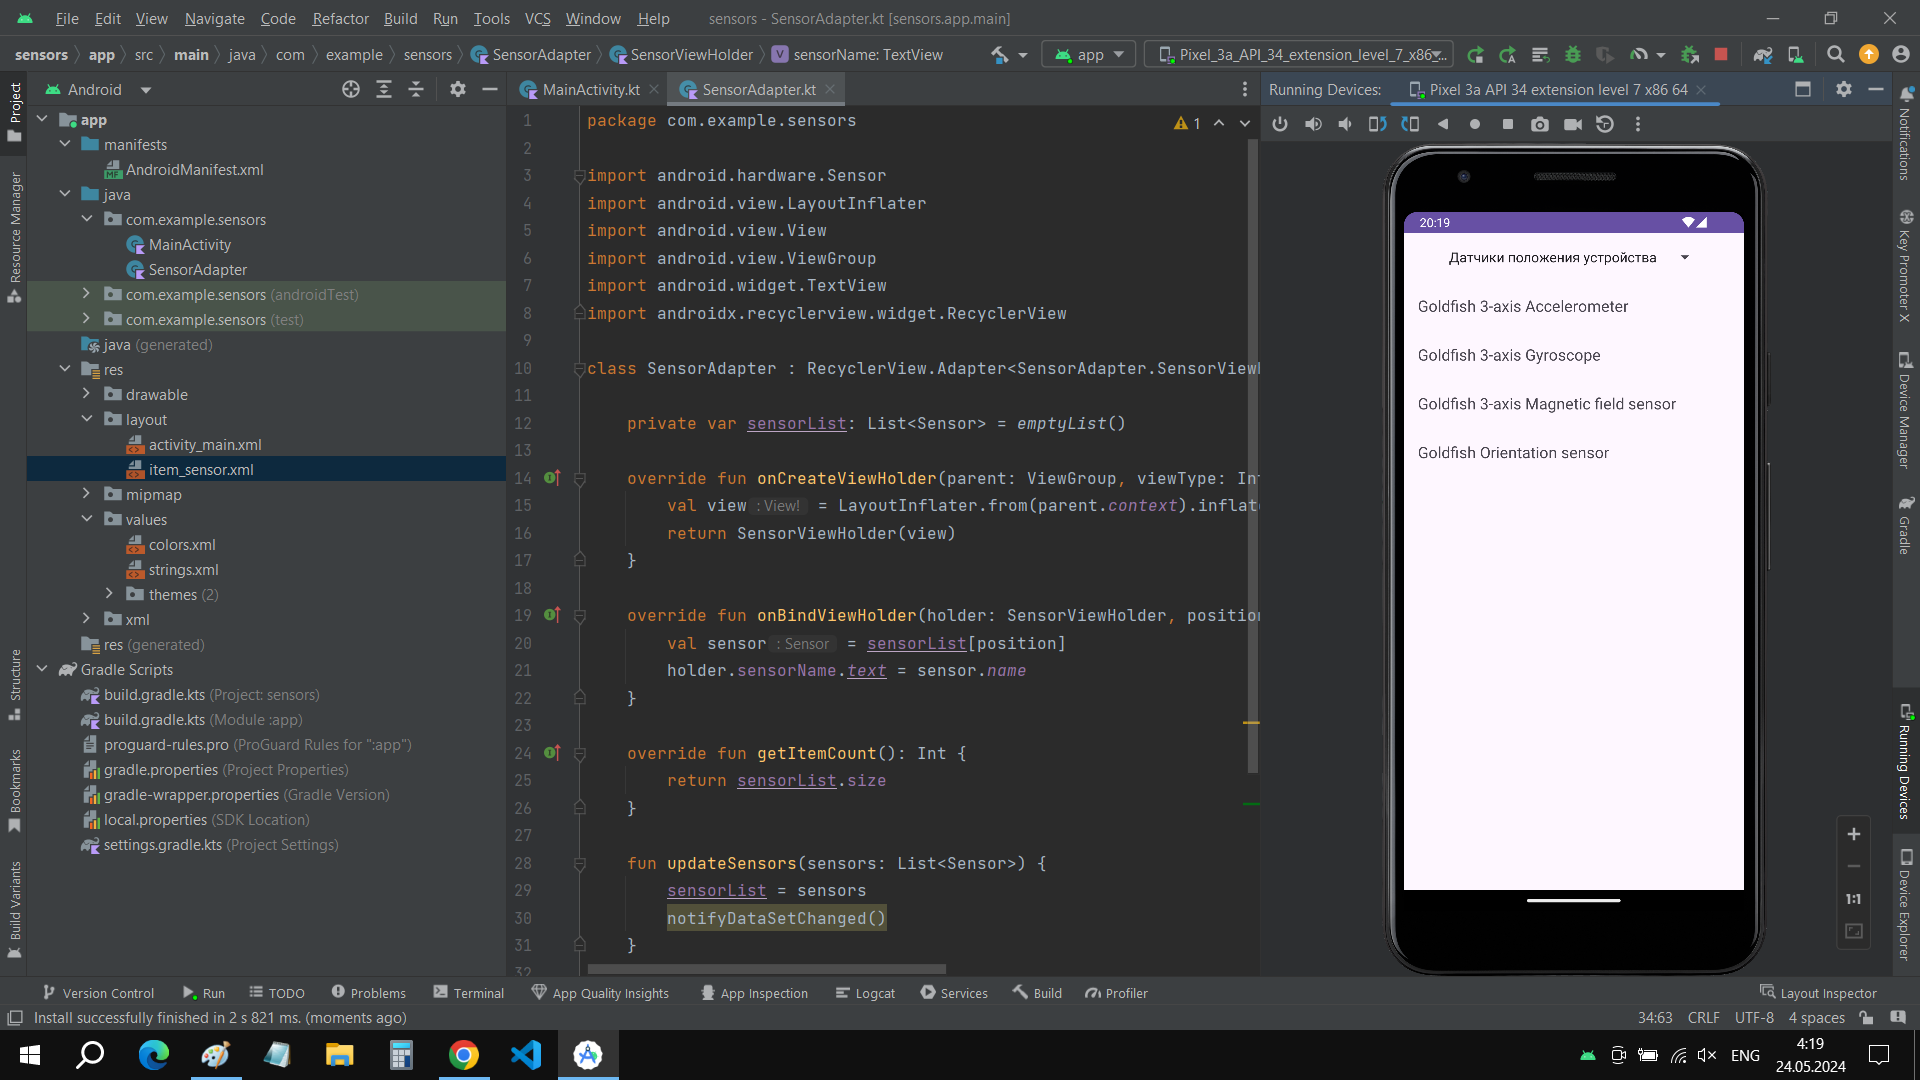 File Edit View Navigate Code Refactor Build Run Tools VCS Window Help sensors - SensorAdapter.kt [sensors.app.main]
sensors app src main java com example sensors SensorAdapter SensorViewHolder V sensorName: TextView app Pixel_3a_API_34_extension_level_7_x86...
Project
Resource Manager
Structure
Bookmarks
Build Variants
Android
app
manifests
AndroidManifest.xml
java
com.example.sensors
MainActivity
SensorAdapter
com.example.sensors (androidTest)
com.example.sensors (test)
java (generated)
res
drawable
layout
activity_main.xml
item_sensor.xml
mipmap
values
colors.xml
strings.xml
themes (2)
xml
res (generated)
Gradle Scripts
build.gradle.kts (Project: sensors)
build.gradle.kts (Module :app)
proguard-rules.pro (ProGuard Rules for ":app")
gradle.properties (Project Properties)
gradle-wrapper.properties (Gradle Version)
local.properties (SDK Location)
settings.gradle.kts (Project Settings)
MainActivity.kt SensorAdapter.kt
1 package com.example.sensors 1
2
3 import android.hardware.Sensor
4 import android.view.LayoutInflater
5 import android.view.View
6 import android.view.ViewGroup
7 import android.widget.TextView
8 import androidx.recyclerview.widget.RecyclerView
9
10 class SensorAdapter : RecyclerView.Adapter<SensorAdapter.SensorView
11
12 private var sensorList: List<Sensor> = emptyList()
13
14 override fun onCreateViewHolder(parent: ViewGroup, viewType: In
15 val view : View! = LayoutInflater.from(parent.context).inflat
16 return SensorViewHolder(view)
17 }
18
19 override fun onBindViewHolder(holder: SensorViewHolder, position
20 val sensor : Sensor = sensorList[position]
21 holder.sensorName.text = sensor.name
22 }
23
24 override fun getItemCount(): Int {
25 return sensorList.size
26 }
27
28 fun updateSensors(sensors: List<Sensor>) {
29 sensorList = sensors
30 notifyDataSetChanged()
31 }
32
Running Devices: Pixel 3a API 34 extension level 7 x86 64
20:19
Датчики положения устройства
Goldfish 3-axis Accelerometer
Goldfish 3-axis Gyroscope
Goldfish 3-axis Magnetic field sensor
Goldfish Orientation sensor
1:1
Notifications
Key Promoter X
Device Manager
Gradle
Running Devices
Device Explorer
Version Control Run TODO Problems Terminal App Quality Insights App Inspection Logcat Services Build Profiler Layout Inspector
Install successfully finished in 2 s 821 ms. (moments ago) 34:63 CRLF UTF-8 4 spaces
ENG 4:19
24.05.2024